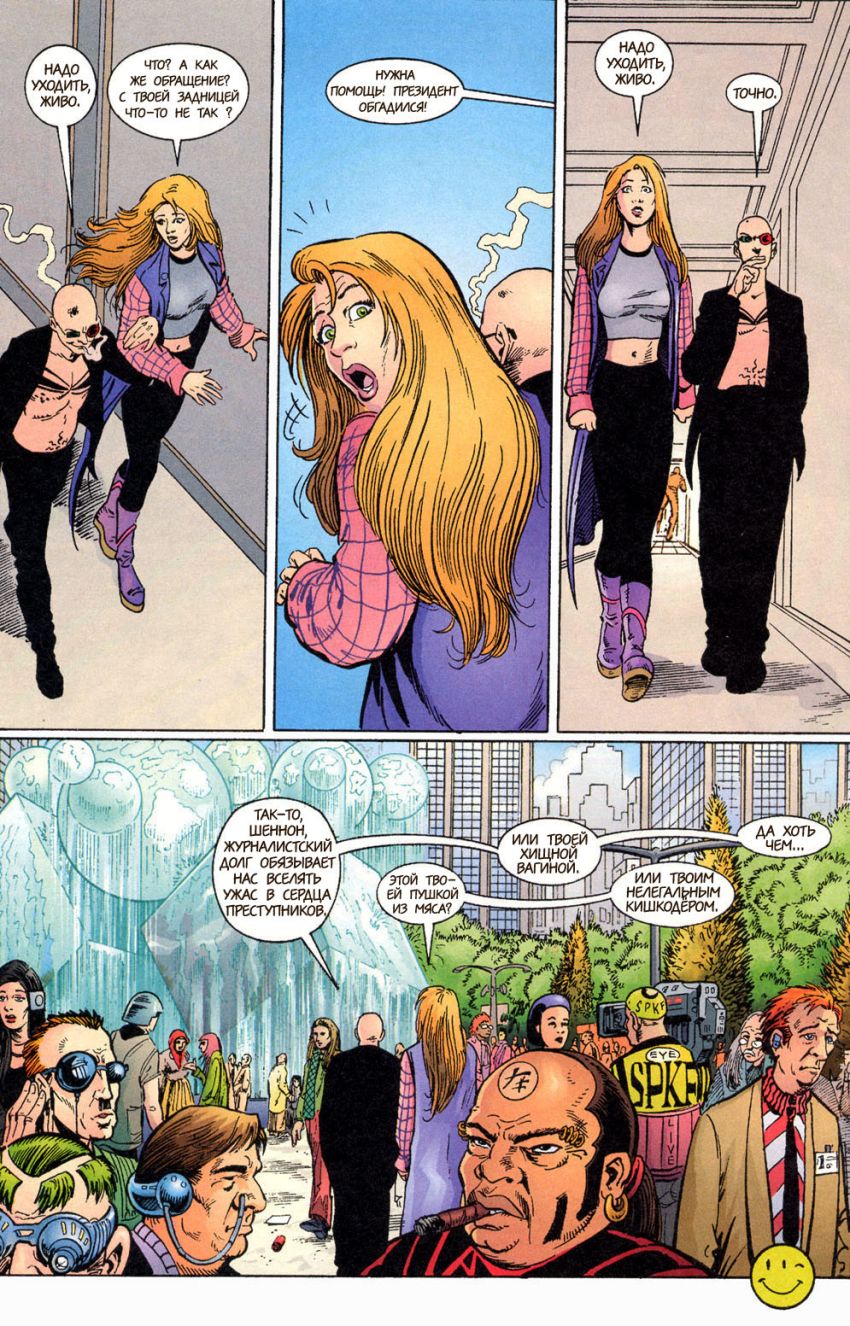 НАДО
УХОДИТЬ,
ЖИВО.
ЧТО? А КАК
ЖЕ ОБРАЩЕНИЕ?
С ТВОЕЙ ЗАДНИЦЕЙ
ЧТО-ТО НЕ ТАК ?
НУЖНА
ПОМОЩЬ! ПРЕЗИДЕНТ
ОБГАДИЛСЯ!
НАДО
УХОДИТЬ,
ЖИВО.
ТОЧНО.
ТАК-ТО,
ШЕННОН,
ЖУРНАЛИСТСКИЙ
ДОЛГ ОБЯЗЫВАЕТ
НАС ВСЕЛЯТЬ
УЖАС В СЕРДЦА
ПРЕСТУПНИКОВ.
ЭТОЙ ТВО-
ЕЙ ПУШКОЙ
ИЗ МЯСА?
ИЛИ ТВОЕЙ
ХИЩНОЙ
ВАГИНОЙ.
ИЛИ ТВОИМ
НЕЛЕГАЛЬНЫМ
КИШКОДЁРОМ.
ДА ХОТЬ
ЧЕМ...
SPKF
EYE
SPKF
LIVE